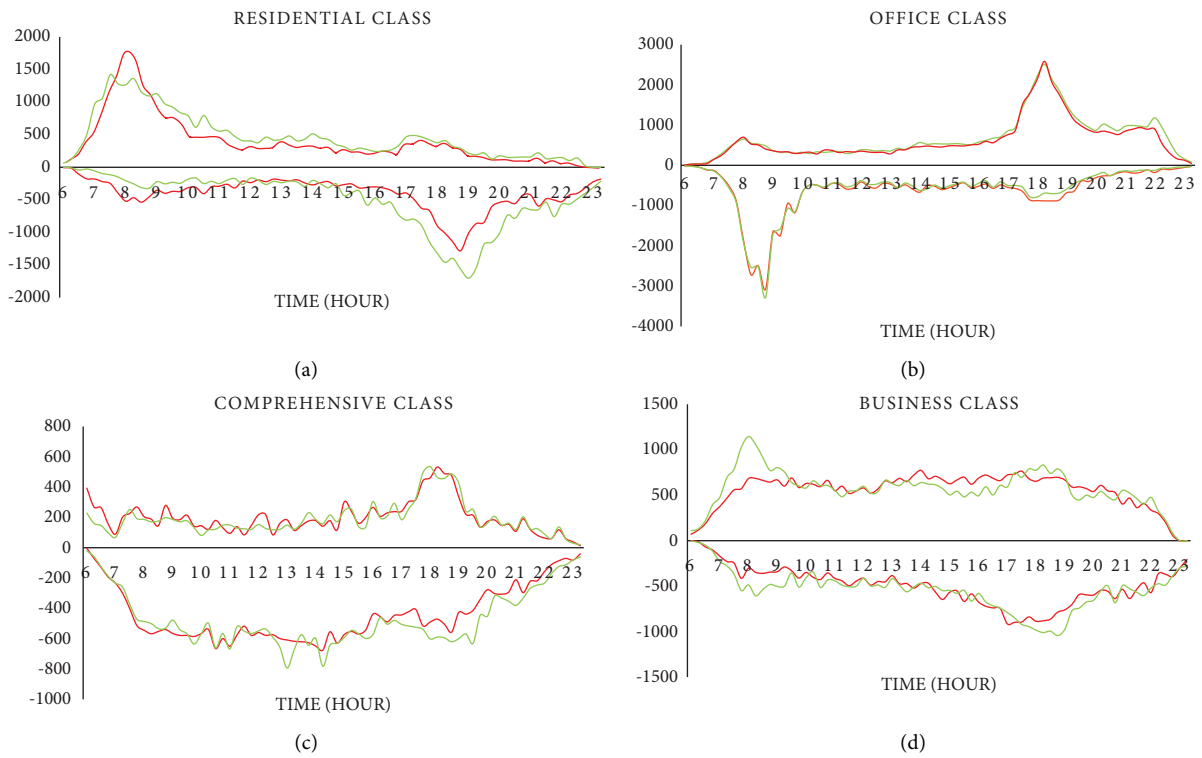 RESIDENTIAL CLASS
2000
1500
1000
500
0
-500
-1000
-1500
-2000
6 7 8 9 10 11 12 13 14 15 16 17 18 19 20 21 22 23
TIME (HOUR)
(a)
OFFICE CLASS
3000
2000
1000
0
-1000
-2000
-3000
-4000
6 7 8 9 10 11 12 13 14 15 16 17 18 19 20 21 22 23
TIME (HOUR)
(b)
COMPREHENSIVE CLASS
800
600
400
200
0
-200
-400
-600
-800
-1000
6 7 8 9 10 11 12 13 14 15 16 17 18 19 20 21 22 23
TIME (HOUR)
(c)
BUSINESS CLASS
1500
1000
500
0
-500
-1000
-1500
6 7 8 9 10 11 12 13 14 15 16 17 18 19 20 21 22 23
TIME (HOUR)
(d)